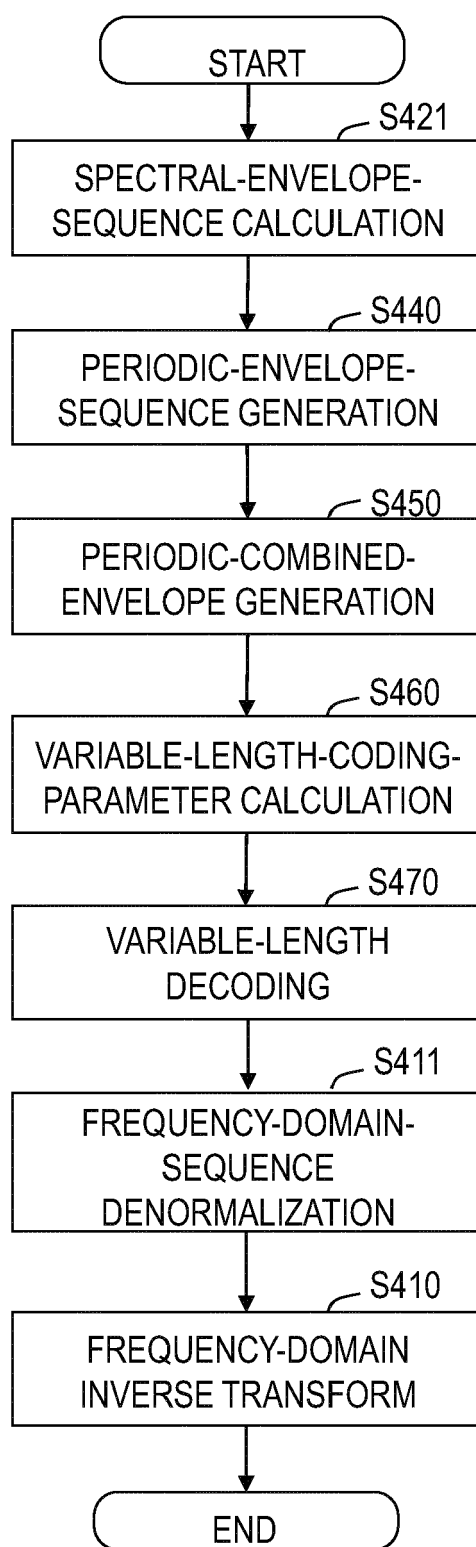 START
S421
SPECTRAL-ENVELOPE-
SEQUENCE CALCULATION
S440
PERIODIC-ENVELOPE-
SEQUENCE GENERATION
S450
PERIODIC-COMBINED-
ENVELOPE GENERATION
S460
VARIABLE-LENGTH-CODING-
PARAMETER CALCULATION
S470
VARIABLE-LENGTH
DECODING
S411
FREQUENCY-DOMAIN-
SEQUENCE
DENORMALIZATION
S410
FREQUENCY-DOMAIN
INVERSE TRANSFORM
END